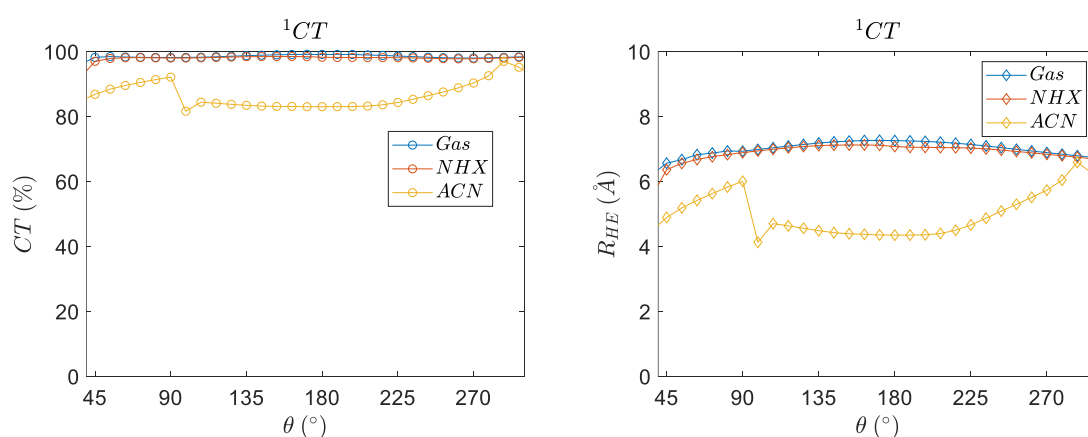 ¹CT
100
80
60
40
20
0
CT (%)
45 90 135 180 225 270
θ (°)
Gas
NHX
ACN
¹CT
10
8
6
4
2
0
R_HE (Å)
45 90 135 180 225 270
θ (°)
Gas
NHX
ACN